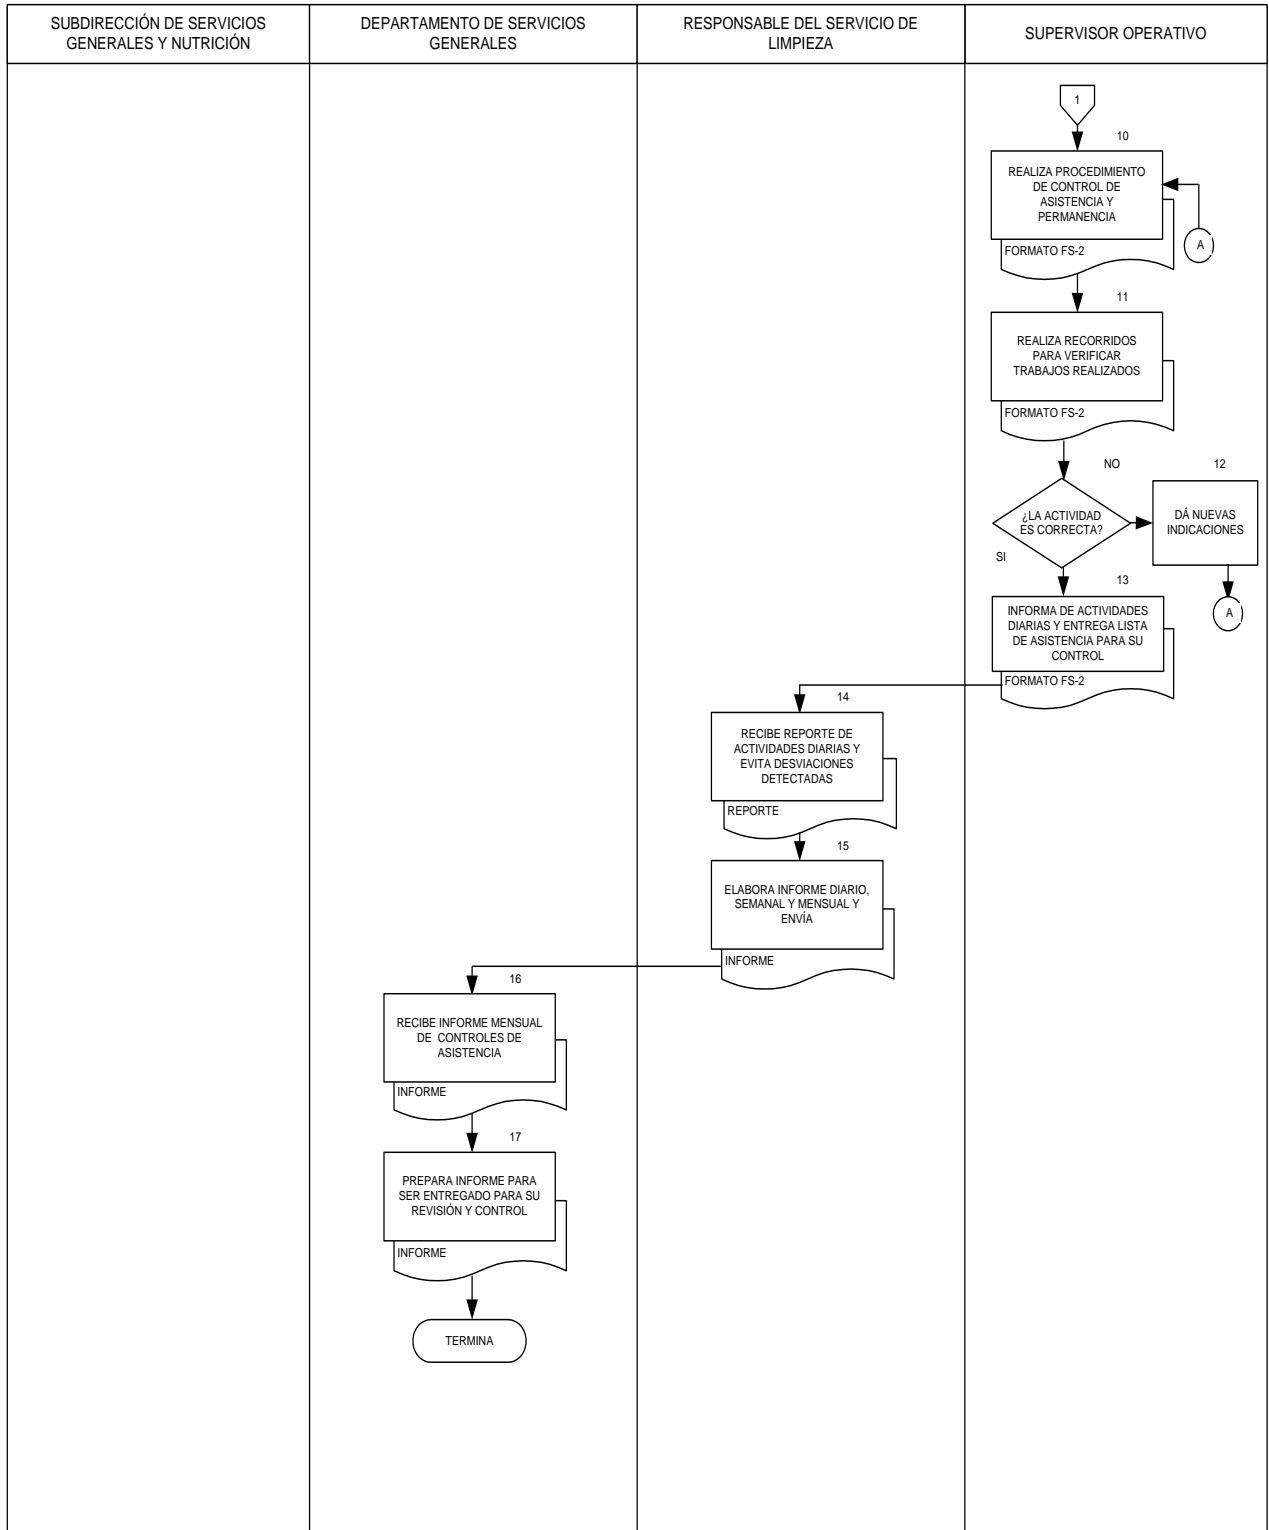 SUBDIRECCIÓN DE SERVICIOS
GENERALES Y NUTRICIÓN
DEPARTAMENTO DE SERVICIOS
GENERALES
RESPONSABLE DEL SERVICIO DE
LIMPIEZA
SUPERVISOR OPERATIVO
1
10
REALIZA PROCEDIMIENTO
DE CONTROL DE
ASISTENCIA Y
PERMANENCIA
FORMATO FS-2
A
11
REALIZA RECORRIDOS
PARA VERIFICAR
TRABAJOS REALIZADOS
FORMATO FS-2
NO
12
¿LA ACTIVIDAD
ES CORRECTA?
DÁ NUEVAS
INDICACIONES
SI
13
A
INFORMA DE ACTIVIDADES
DIARIAS Y ENTREGA LISTA
DE ASISTENCIA PARA SU
CONTROL
FORMATO FS-2
14
RECIBE REPORTE DE
ACTIVIDADES DIARIAS Y
EVITA DESVIACIONES
DETECTADAS
REPORTE
15
ELABORA INFORME DIARIO,
SEMANAL Y MENSUAL Y
ENVÍA
INFORME
16
RECIBE INFORME MENSUAL
DE CONTROLES DE
ASISTENCIA
INFORME
17
PREPARA INFORME PARA
SER ENTREGADO PARA SU
REVISIÓN Y CONTROL
INFORME
TERMINA